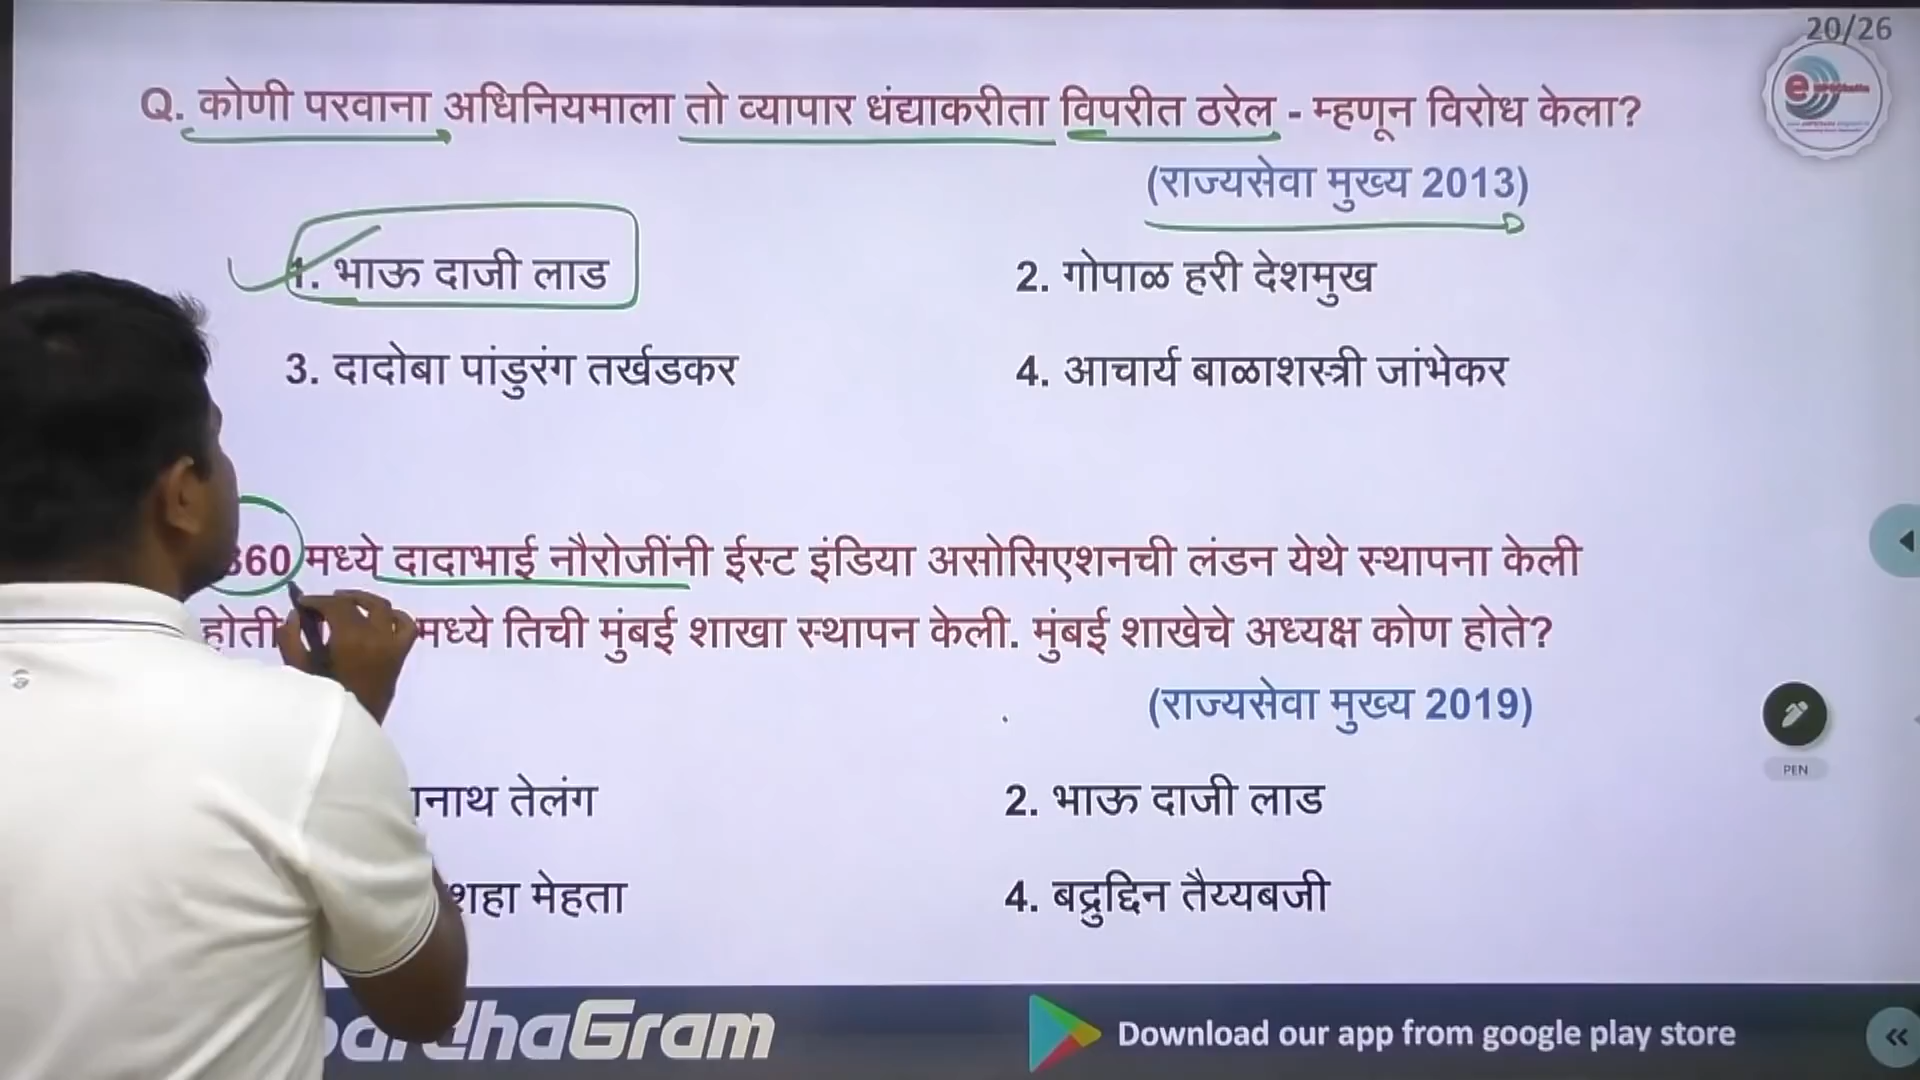 20/26
Q. कोणी परवाना अधिनियमाला तो व्यापार धंद्याकरीता विपरीत ठरेल - म्हणून विरोध केला?
(राज्यसेवा मुख्य 2013)
1. भाऊ दाजी लाड 2. गोपाळ हरी देशमुख
3. दादोबा पांडुरंग तर्खडकर 4. आचार्य बाळाशस्त्री जांभेकर
मध्ये दादाभाई नौरोजींनी ईस्ट इंडिया असोसिएशनची लंडन येथे स्थापना केली
होती मध्ये तिची मुंबई शाखा स्थापन केली. मुंबई शाखेचे अध्यक्ष कोण होते?
(राज्यसेवा मुख्य 2019)
PEN
तेलंग 2. भाऊ दाजी लाड
मेहता 4. बद्रुद्दिन तैय्यबजी
Download our app from google play store